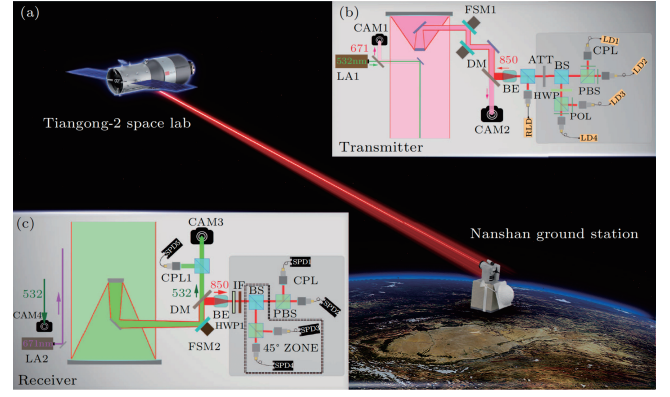 (a)
Tiangong-2 space lab
Nanshan ground station
(b)
CAM1
671
532nm
LA1
FSM1
DM
850
BE
CAM2
ATT
BS
HWP
CPL
PBS
POL
RLD
LD1
LD2
LD3
LD4
Transmitter
(c)
532
CAM4
671nm
LA2
SPD5
CAM3
CPL1
532
850
DM
BE
IF
HWP1
FSM2
BS
CPL
PBS
SPD1
SPD2
SPD3
45° ZONE
SPD4
Receiver